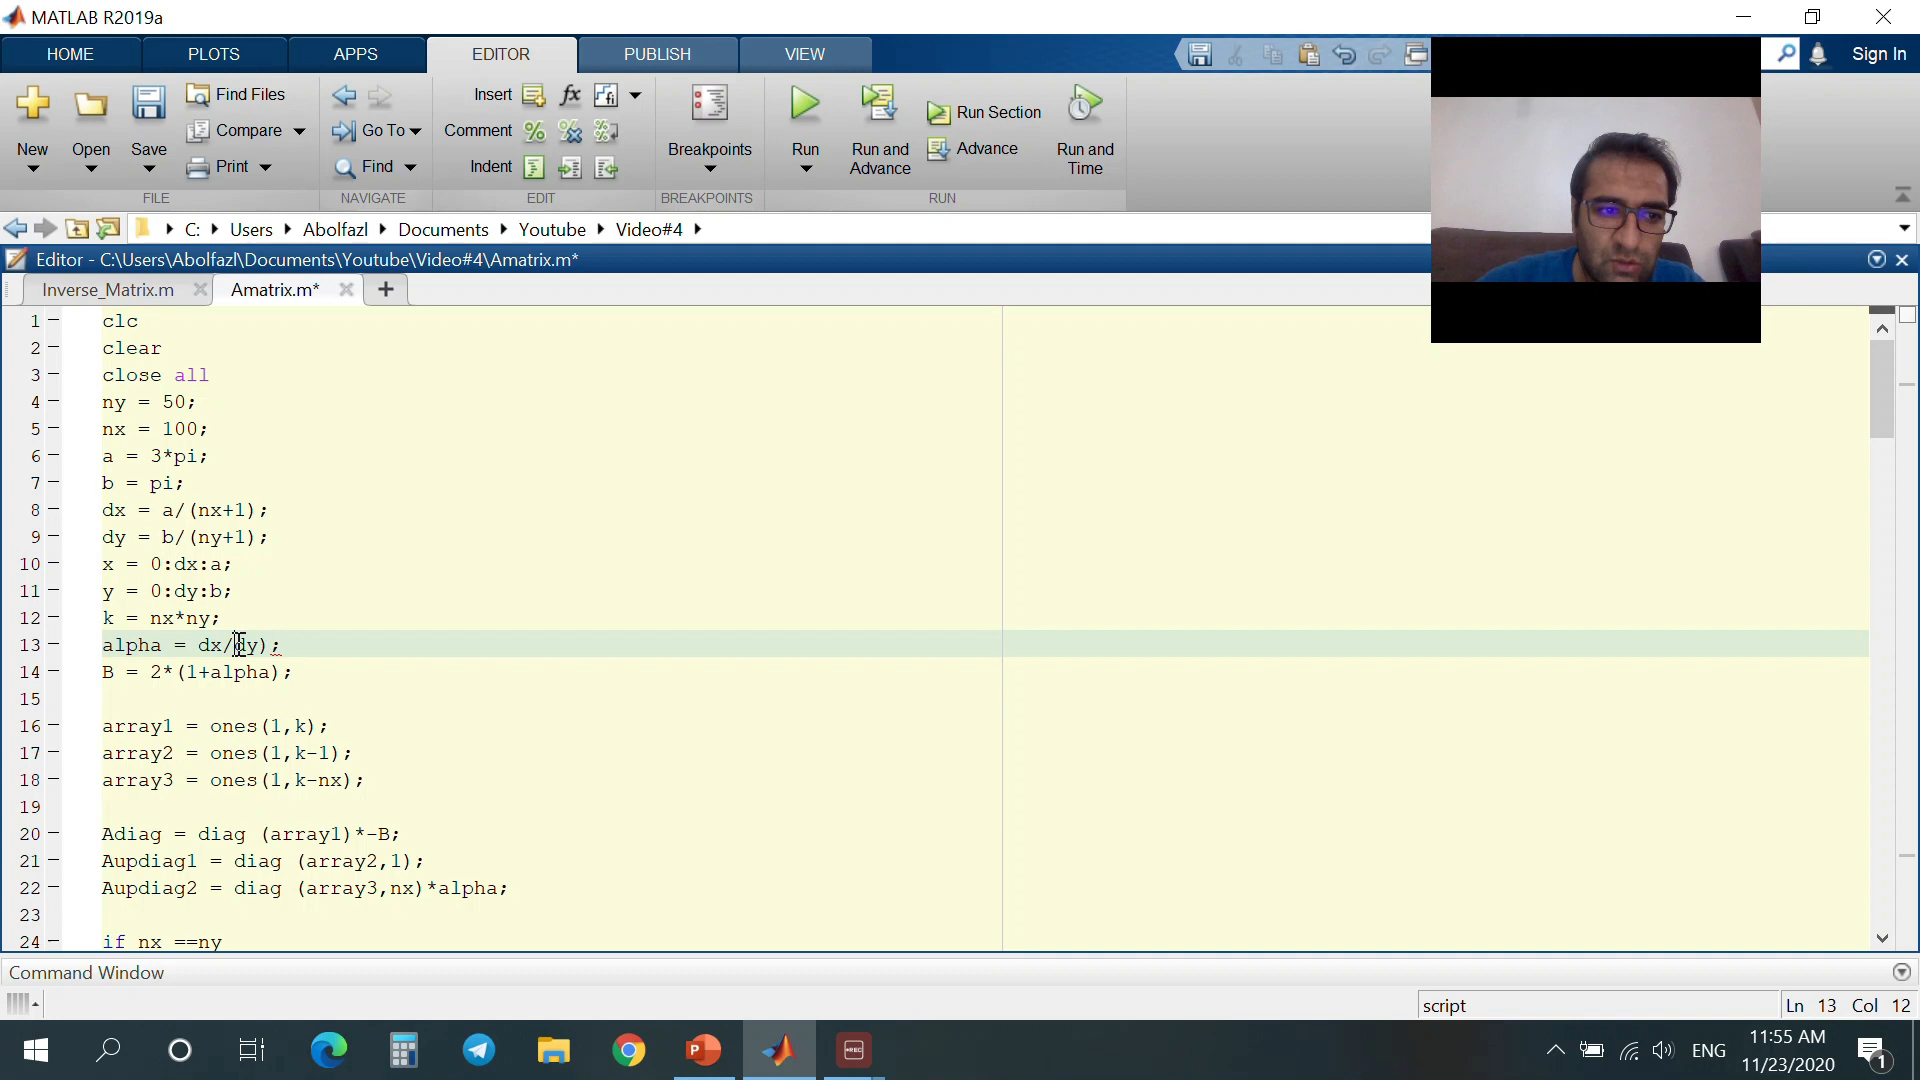 MATLAB R2019a
HOME PLOTS APPS EDITOR PUBLISH VIEW
Sign In
New Open Save Find Files Compare Print
Go To Find
Insert fx
Comment
Indent
Breakpoints
Run Run and Advance Run Section Advance Run and Time
FILE NAVIGATE EDIT BREAKPOINTS RUN
C: Users Abolfazl Documents Youtube Video#4
Editor - C:\Users\Abolfazl\Documents\Youtube\Video#4\Amatrix.m*
Inverse_Matrix.m Amatrix.m* +
1 clc
2 clear
3 close all
4 ny = 50;
5 nx = 100;
6 a = 3*pi;
7 b = pi;
8 dx = a/(nx+1);
9 dy = b/(ny+1);
10 x = 0:dx:a;
11 y = 0:dy:b;
12 k = nx*ny;
13 alpha = dx/dy);
14 B = 2*(1+alpha);
15
16 array1 = ones(1,k);
17 array2 = ones(1,k-1);
18 array3 = ones(1,k-nx);
19
20 Adiag = diag (array1)*-B;
21 Aupdiag1 = diag (array2,1);
22 Aupdiag2 = diag (array3,nx)*alpha;
23
24 if nx ==ny
Command Window
script Ln 13 Col 12
REC
ENG
11:55 AM
11/23/2020
1